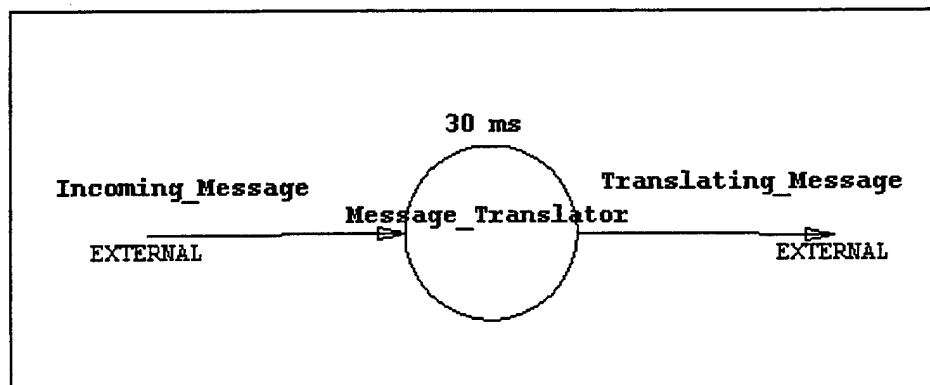 30 ms
Incoming_Message
Translating_Message
Message_Translator
EXTERNAL
EXTERNAL